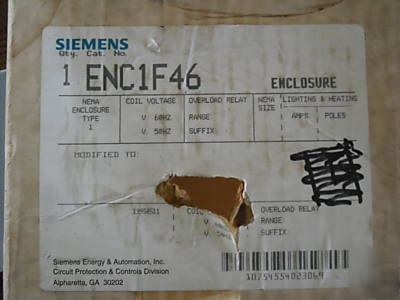 SIEMENS
Qty. Cat. No.
1 ENC1F46 ENCLOSURE
NEMA ENCLOSURE TYPE 1
COIL VOLTAGE
V 60HZ
V 50HZ
OVERLOAD RELAY
RANGE
SUFFIX:
NEMA SIZE
LIGHTING & HEATING
AMPS POLES
MODIFIED TO:
OVERLOAD RELAY
V RANGE
V SUFFIX:
Siemens Energy & Automation, Inc.
Circuit Protection & Controls Division
Alpharetta, GA 30202